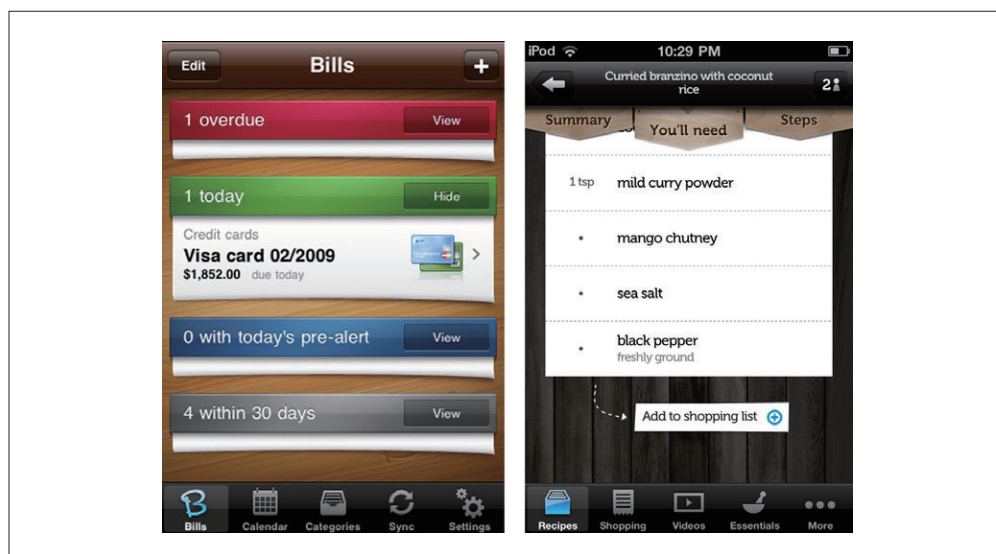 Edit
Bills
+
1 overdue
View
1 today
Hide
Credit cards
Visa card 02/2009
$1,852.00 due today
0 with today's pre-alert
View
4 within 30 days
View
Bills
Calendar
Categories
Sync
Settings
iPod
10:29 PM
Curried branzino with coconut
rice
2
Summary
You'll need
Steps
1 tsp mild curry powder
• mango chutney
• sea salt
• black pepper
freshly ground
Add to shopping list
Recipes
Shopping
Videos
Essentials
More